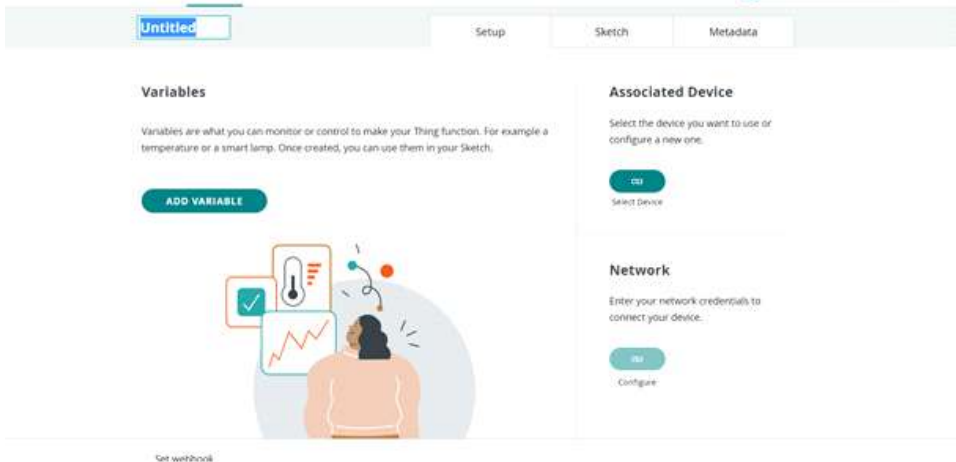 Untitled
Setup
Sketch
Metadata
Variables
Variables are what you can monitor or control to make your Thing function. For example a
temperature or a smart lamp. Once created, you can use them in your Sketch.
ADD VARIABLE
Associated Device
Select the device you want to use or
configure a new one.
Select Device
Network
Enter your network credentials to
connect your device.
Configure
Set webhook